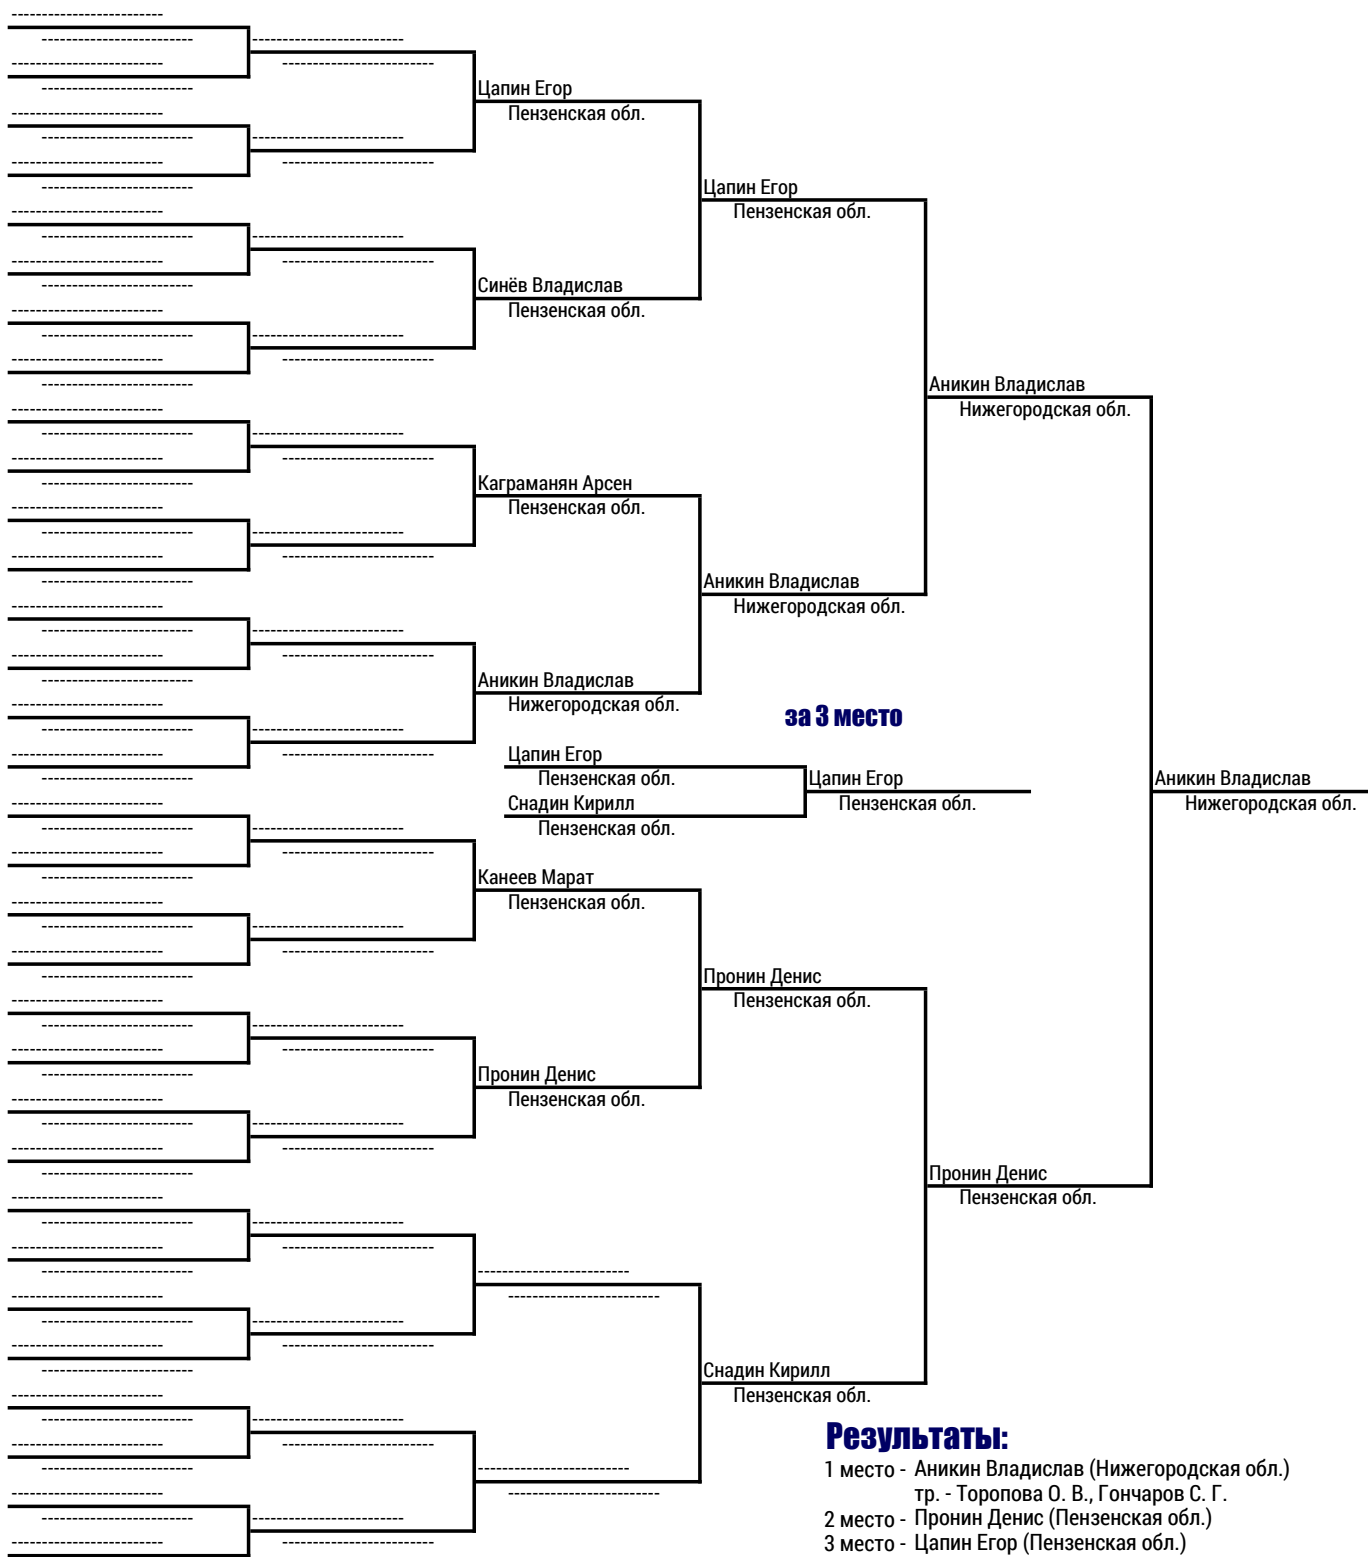 Цапин Егор
Пензенская обл.
Синёв Владислав
Пензенская обл.
Каграманян Арсен
Пензенская обл.
Аникин Владислав
Нижегородская обл.
Канеев Марат
Пензенская обл.
Пронин Денис
Пензенская обл.
Цапин Егор
Пензенская обл.
Аникин Владислав
Нижегородская обл.
Пронин Денис
Пензенская обл.
Снадин Кирилл
Пензенская обл.
Аникин Владислав
Нижегородская обл.
Пронин Денис
Пензенская обл.
Аникин Владислав
Нижегородская обл.
за 3 место
Цапин Егор
Пензенская обл.
Снадин Кирилл
Пензенская обл.
Цапин Егор
Пензенская обл.
Результаты:
1 место - Аникин Владислав (Нижегородская обл.)
тр. - Торопова О. В., Гончаров С. Г.
2 место - Пронин Денис (Пензенская обл.)
3 место - Цапин Егор (Пензенская обл.)